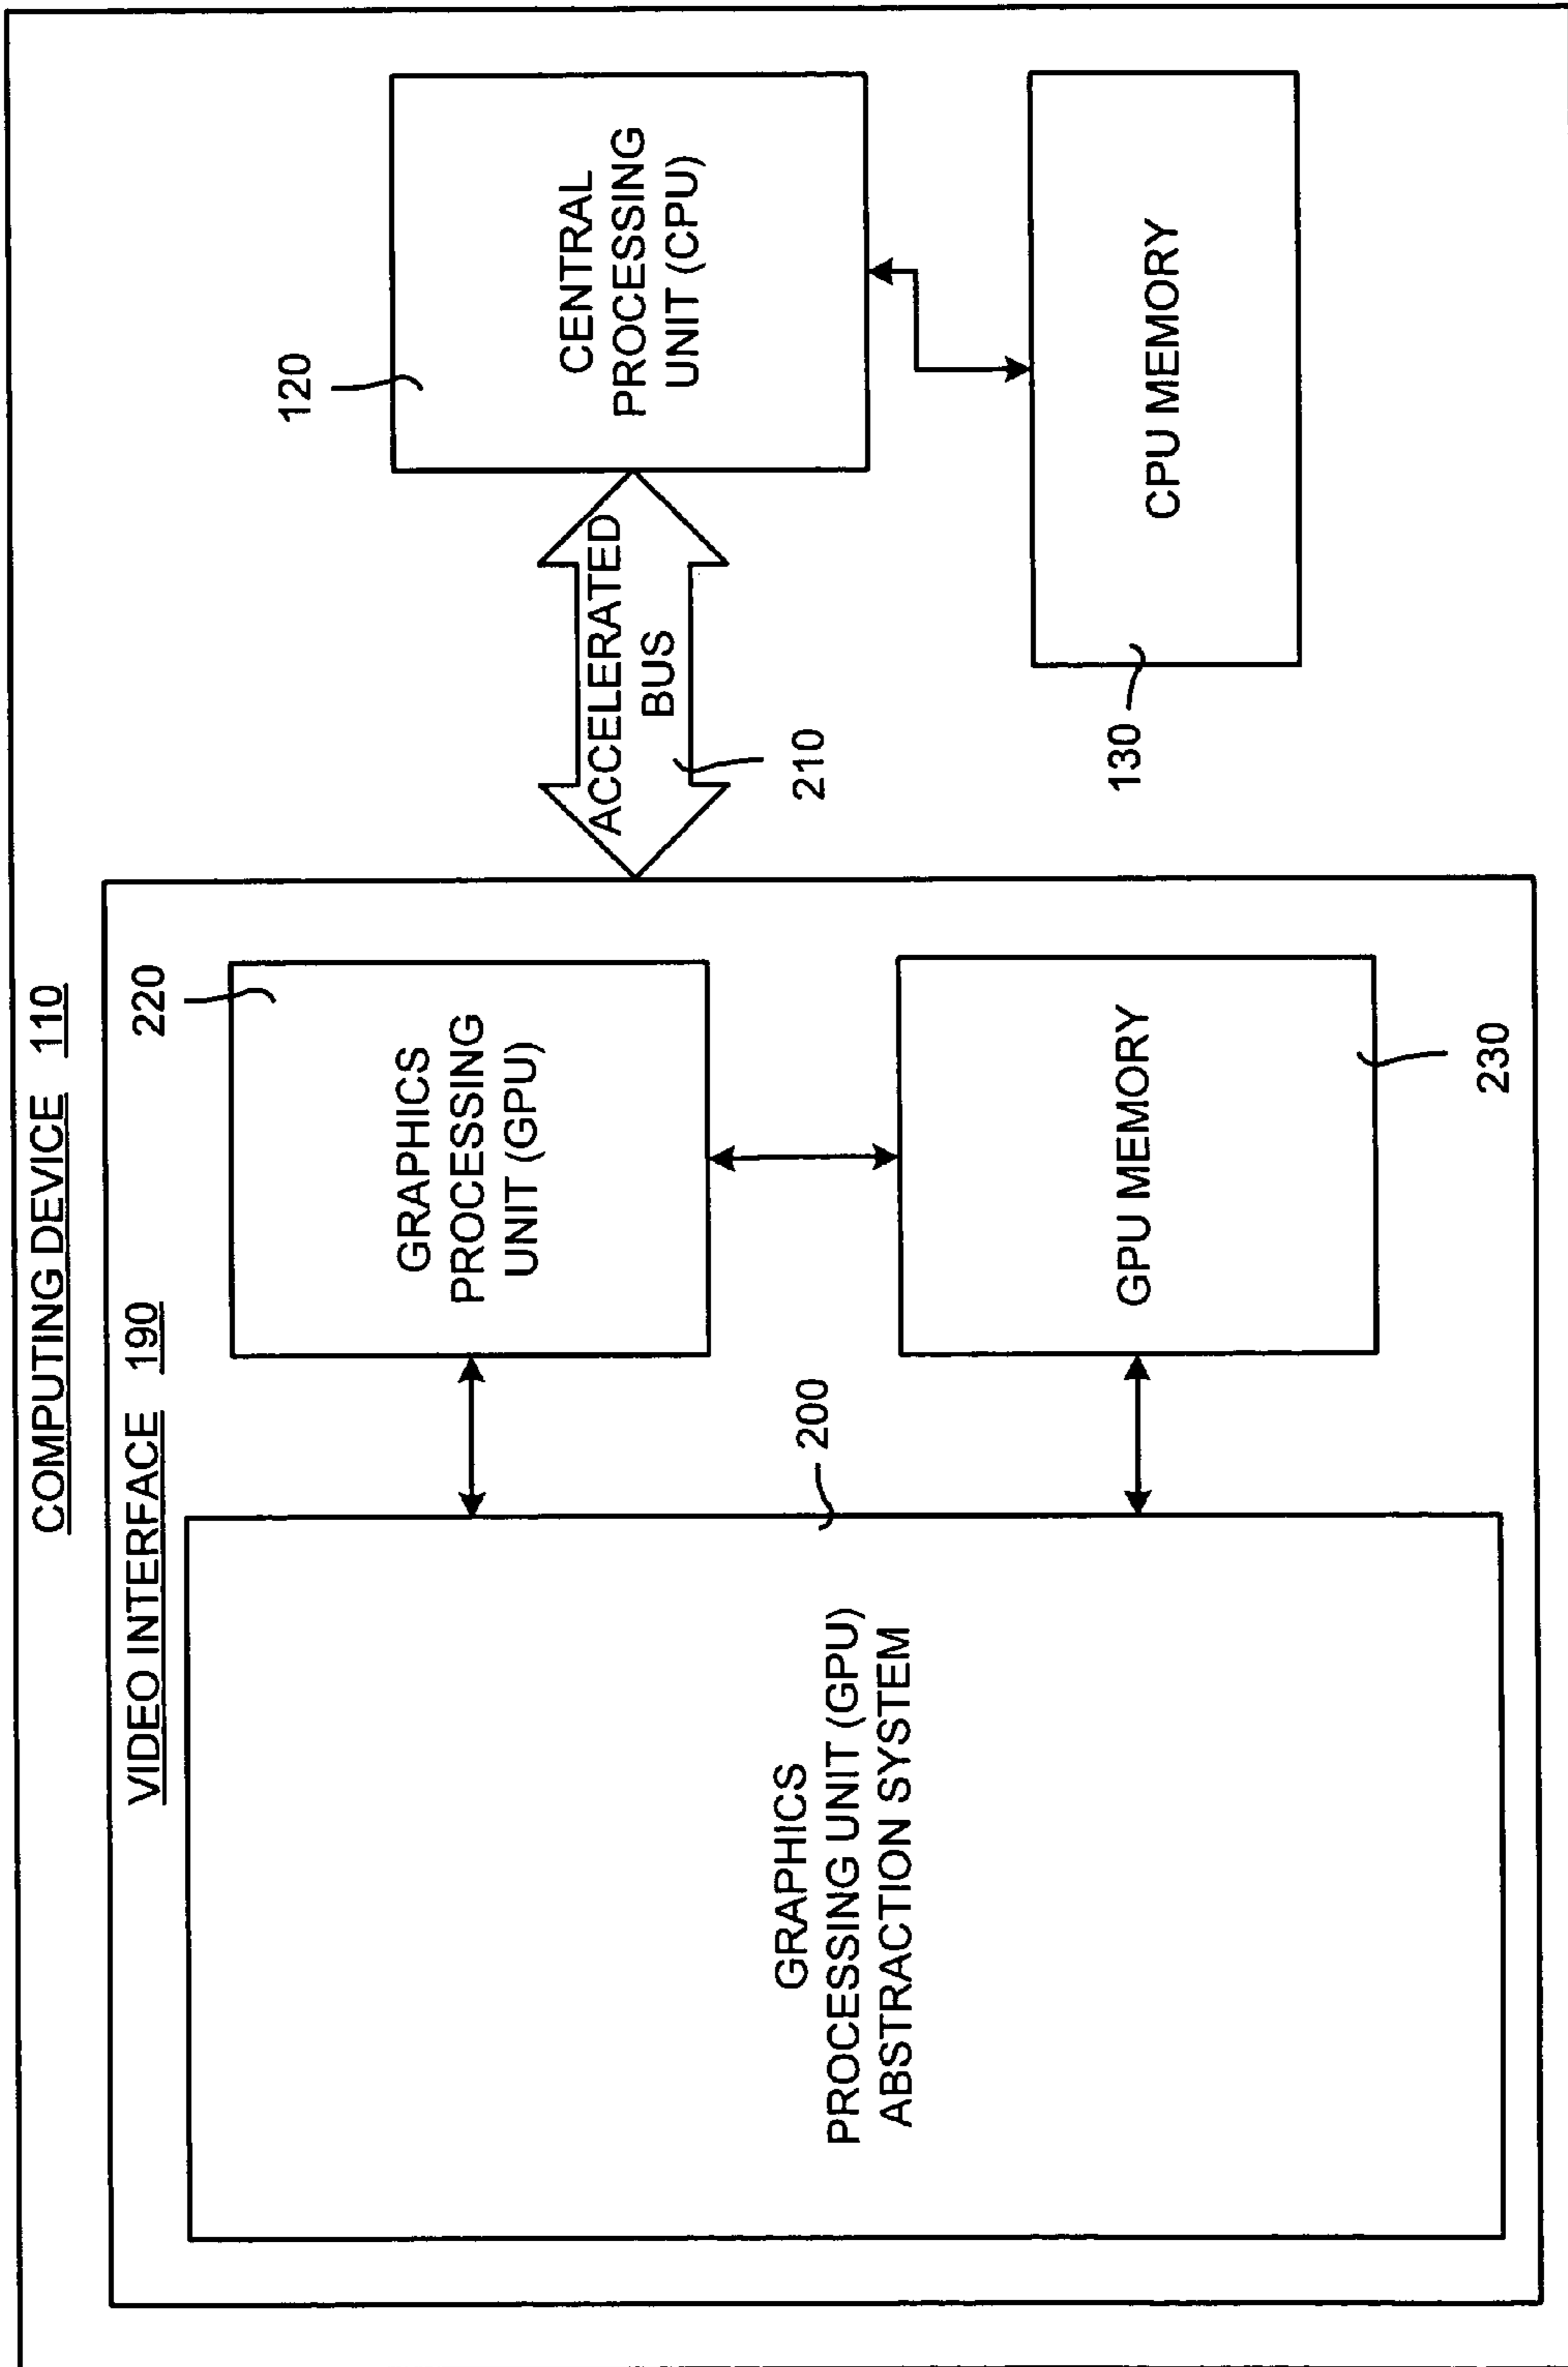 COMPUTING DEVICE 110
VIDEO INTERFACE 190
220
GRAPHICS
PROCESSING
UNIT (GPU)
120
CENTRAL
PROCESSING
UNIT (CPU)
ACCELERATED
BUS
210
GRAPHICS
PROCESSING UNIT (GPU)
ABSTRACTION SYSTEM
200
GPU MEMORY
230
130
CPU MEMORY